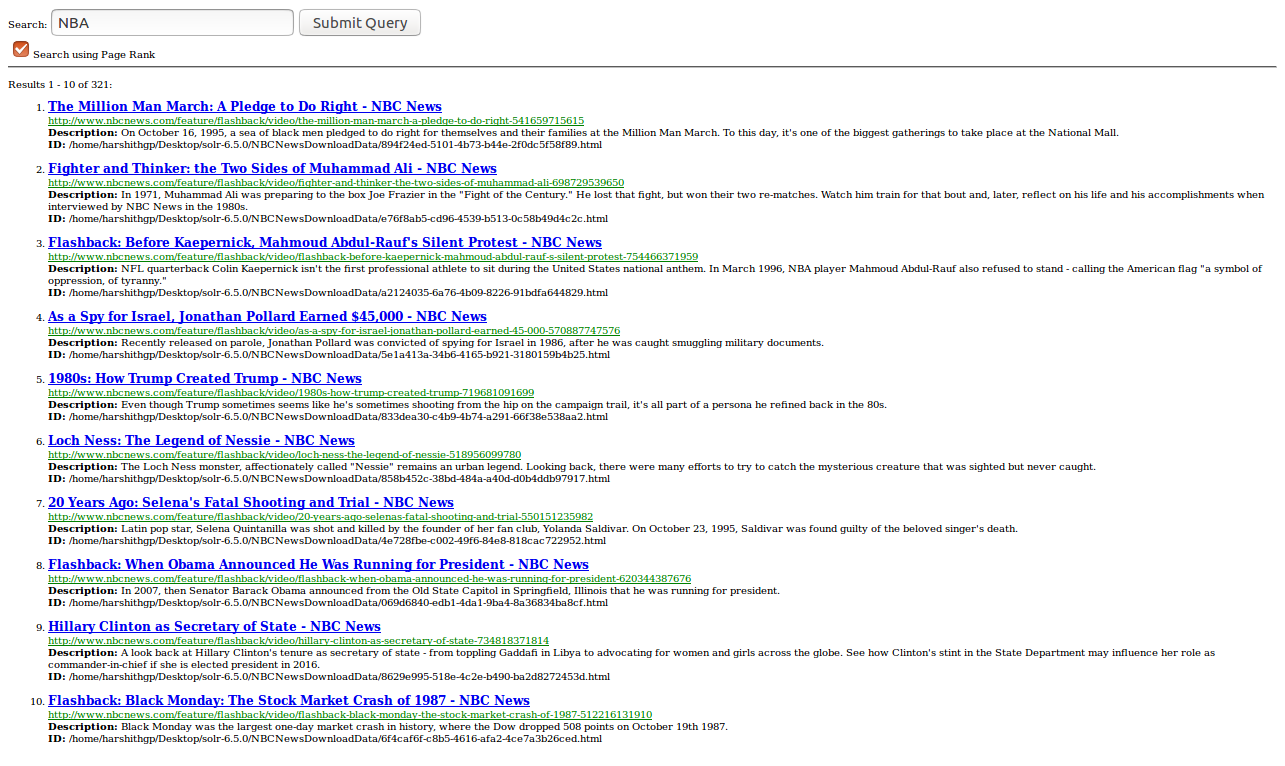 Search: NBA Submit Query
Search using Page Rank
Results 1 - 10 of 321:
1. The Million Man March: A Pledge to Do Right - NBC News
http://www.nbcnews.com/feature/flashback/video/the-million-man-march-a-pledge-to-do-right-541659715615
Description: On October 16, 1995, a sea of black men pledged to do right for themselves and their families at the Million Man March. To this day, it's one of the biggest gatherings to take place at the National Mall.
ID: /home/harshithgp/Desktop/solr-6.5.0/NBCNewsDownloadData/894f24ed-5101-4b73-b44e-2f0dc5f58f89.html
2. Fighter and Thinker: the Two Sides of Muhammad Ali - NBC News
http://www.nbcnews.com/feature/flashback/video/fighter-and-thinker-the-two-sides-of-muhammad-ali-698729539650
Description: In 1971, Muhammad Ali was preparing to the box Joe Frazier in the "Fight of the Century." He lost that fight, but won their two re-matches. Watch him train for that bout and, later, reflect on his life and his accomplishments when
interviewed by NBC News in the 1980s.
ID: /home/harshithgp/Desktop/solr-6.5.0/NBCNewsDownloadData/e76f8ab5-cd96-4539-b513-0c58b49d4c2c.html
3. Flashback: Before Kaepernick, Mahmoud Abdul-Rauf's Silent Protest - NBC News
http://www.nbcnews.com/feature/flashback/video/flashback-before-kaepernick-mahmoud-abdul-rauf-s-silent-protest-754466371959
Description: NFL quarterback Colin Kaepernick isn't the first professional athlete to sit during the United States national anthem. In March 1996, NBA player Mahmoud Abdul-Rauf also refused to stand - calling the American flag "a symbol of
oppression, of tyranny."
ID: /home/harshithgp/Desktop/solr-6.5.0/NBCNewsDownloadData/a2124035-6a76-4b09-8226-91bdfa644829.html
4. As a Spy for Israel, Jonathan Pollard Earned $45,000 - NBC News
http://www.nbcnews.com/feature/flashback/video/as-a-spy-for-israel-jonathan-pollard-earned-45-000-570887747576
Description: Recently released on parole, Jonathan Pollard was convicted of spying for Israel in 1986, after he was caught smuggling military documents.
ID: /home/harshithgp/Desktop/solr-6.5.0/NBCNewsDownloadData/5e1a413a-34b6-4165-b921-3180159b4b25.html
5. 1980s: How Trump Created Trump - NBC News
http://www.nbcnews.com/feature/flashback/video/1980s-how-trump-created-trump-719681091699
Description: Even though Trump sometimes seems like he's sometimes shooting from the hip on the campaign trail, it's all part of a persona he refined back in the 80s.
ID: /home/harshithgp/Desktop/solr-6.5.0/NBCNewsDownloadData/833dea30-c4b9-4b74-a291-66f38e538aa2.html
6. Loch Ness: The Legend of Nessie - NBC News
http://www.nbcnews.com/feature/flashback/video/loch-ness-the-legend-of-nessie-518956099780
Description: The Loch Ness monster, affectionately called "Nessie" remains an urban legend. Looking back, there were many efforts to try to catch the mysterious creature that was sighted but never caught.
ID: /home/harshithgp/Desktop/solr-6.5.0/NBCNewsDownloadData/858b452c-38bd-484a-a40d-d0b4ddb97917.html
7. 20 Years Ago: Selena's Fatal Shooting and Trial - NBC News
http://www.nbcnews.com/feature/flashback/video/20-years-ago-selenas-fatal-shooting-and-trial-550151235982
Description: Latin pop star, Selena Quintanilla was shot and killed by the founder of her fan club, Yolanda Saldivar. On October 23, 1995, Saldivar was found guilty of the beloved singer's death.
ID: /home/harshithgp/Desktop/solr-6.5.0/NBCNewsDownloadData/4e728fbe-c002-49f6-84e8-818cac722952.html
8. Flashback: When Obama Announced He Was Running for President - NBC News
http://www.nbcnews.com/feature/flashback/video/flashback-when-obama-announced-he-was-running-for-president-620344387676
Description: In 2007, then Senator Barack Obama announced from the Old State Capitol in Springfield, Illinois that he was running for president.
ID: /home/harshithgp/Desktop/solr-6.5.0/NBCNewsDownloadData/069d6840-edb1-4da1-9ba4-8a36834ba8cf.html
9. Hillary Clinton as Secretary of State - NBC News
http://www.nbcnews.com/feature/flashback/video/hillary-clinton-as-secretary-of-state-734818371814
Description: A look back at Hillary Clinton's tenure as secretary of state - from toppling Gaddafi in Libya to advocating for women and girls across the globe. See how Clinton's stint in the State Department may influence her role as
commander-in-chief if she is elected president in 2016.
ID: /home/harshithgp/Desktop/solr-6.5.0/NBCNewsDownloadData/8629e995-518e-4c2e-b490-ba2d8272453d.html
10. Flashback: Black Monday: The Stock Market Crash of 1987 - NBC News
http://www.nbcnews.com/feature/flashback/video/flashback-black-monday-the-stock-market-crash-of-1987-512216131910
Description: Black Monday was the largest one-day market crash in history, where the Dow dropped 508 points on October 19th 1987.
ID: /home/harshithgp/Desktop/solr-6.5.0/NBCNewsDownloadData/6f4caf6f-c8b5-4616-afa2-4ce7a3b26ced.html